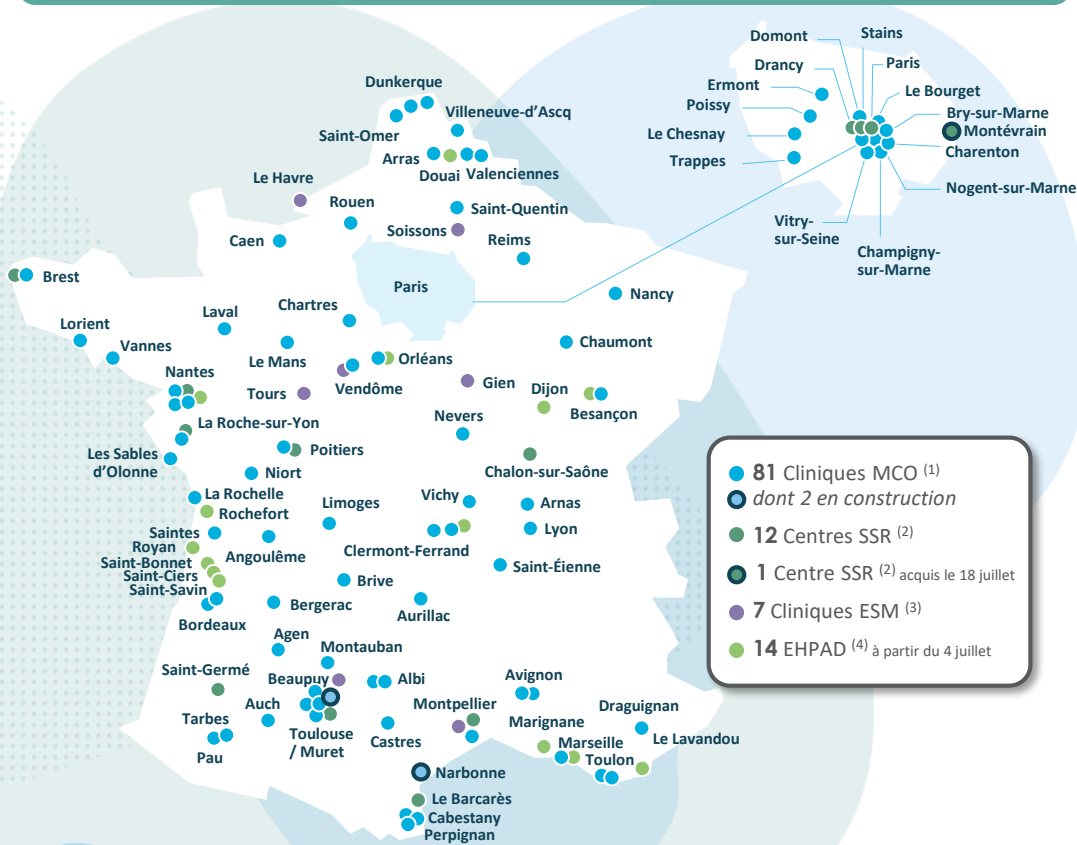 Domont
Stains
Drancy
Paris
Ermont
Le Bourget
Poissy
Bry-sur-Marne
Le Chesnay
Montévrain
Trappes
Charenton
Nogent-sur-Marne
Vitry-
sur-Seine
Champigny-
sur-Marne
Dunkerque
Villeneuve-d'Ascq
Saint-Omer
Arras
Douai
Valenciennes
Le Havre
Rouen
Saint-Quentin
Soissons
Caen
Reims
Brest
Paris
Nancy
Chartres
Laval
Lorient
Vannes
Le Mans
Orléans
Chaumont
Nantes
Tours
Vendôme
Gien
Dijon
Besançon
La Roche-sur-Yon
Nevers
Les Sables
d'Olonne
Poitiers
Chalon-sur-Saône
Niort
La Rochelle
Rochefort
Limoges
Vichy
Arnas
Saintes
Royan
Angoulême
Clermont-Ferrand
Lyon
Saint-Bonnet
Saint-Ciers
Saint-Savin
Saint-Étienne
Brive
Bordeaux
Bergerac
Aurillac
Agen
Montauban
Saint-Germé
Beaupuy
Albi
Avignon
Auch
Montpellier
Draguignan
Tarbes
Marignane
Pau
Toulouse
/ Muret
Castres
Marseille
Le Lavandou
Toulon
Narbonne
Le Barcarès
Cabestany
Perpignan
81 Cliniques MCO (1)
dont 2 en construction
12 Centres SSR (2)
1 Centre SSR (2) acquis le 18 juillet
7 Cliniques ESM (3)
14 EHPAD (4) à partir du 4 juillet